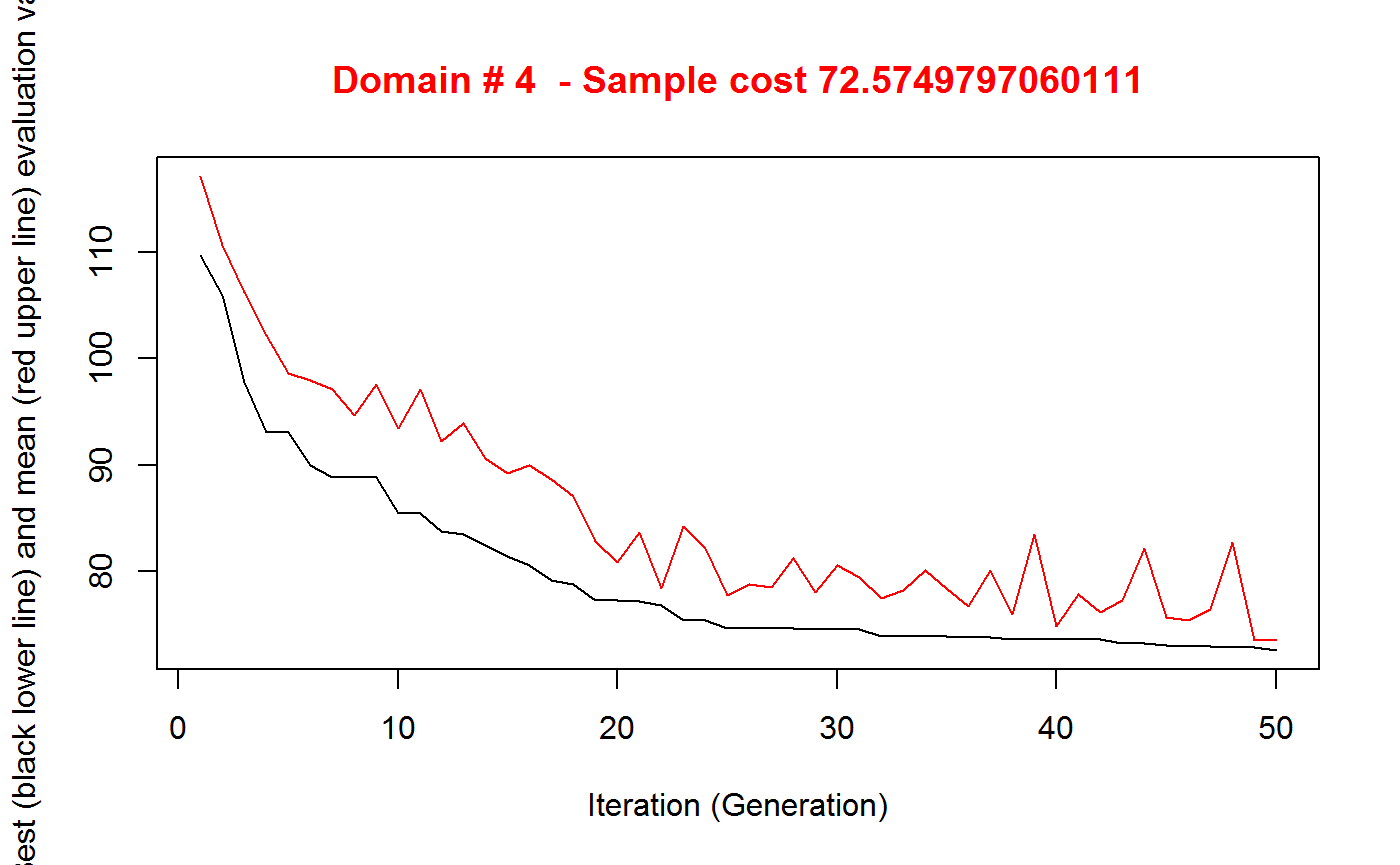 Domain # 4  - Sample cost 72.5749797060111
est (black lower line) and mean (red upper line) evaluation va
110
100
90
80
0 10 20 30 40 50
Iteration (Generation)